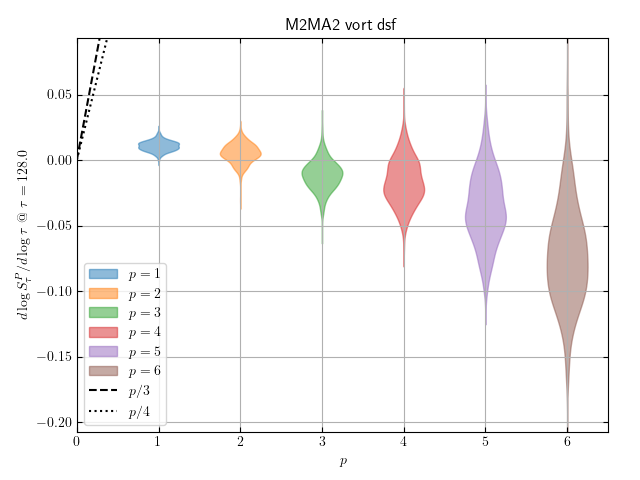 M2MA2 vort dsf
d log S_τ^P / d log τ @ τ = 128.0
0.05
0.00
−0.05
−0.10
−0.15
−0.20
p = 1
p = 2
p = 3
p = 4
p = 5
p = 6
p/3
p/4
0 1 2 3 4 5 6
p